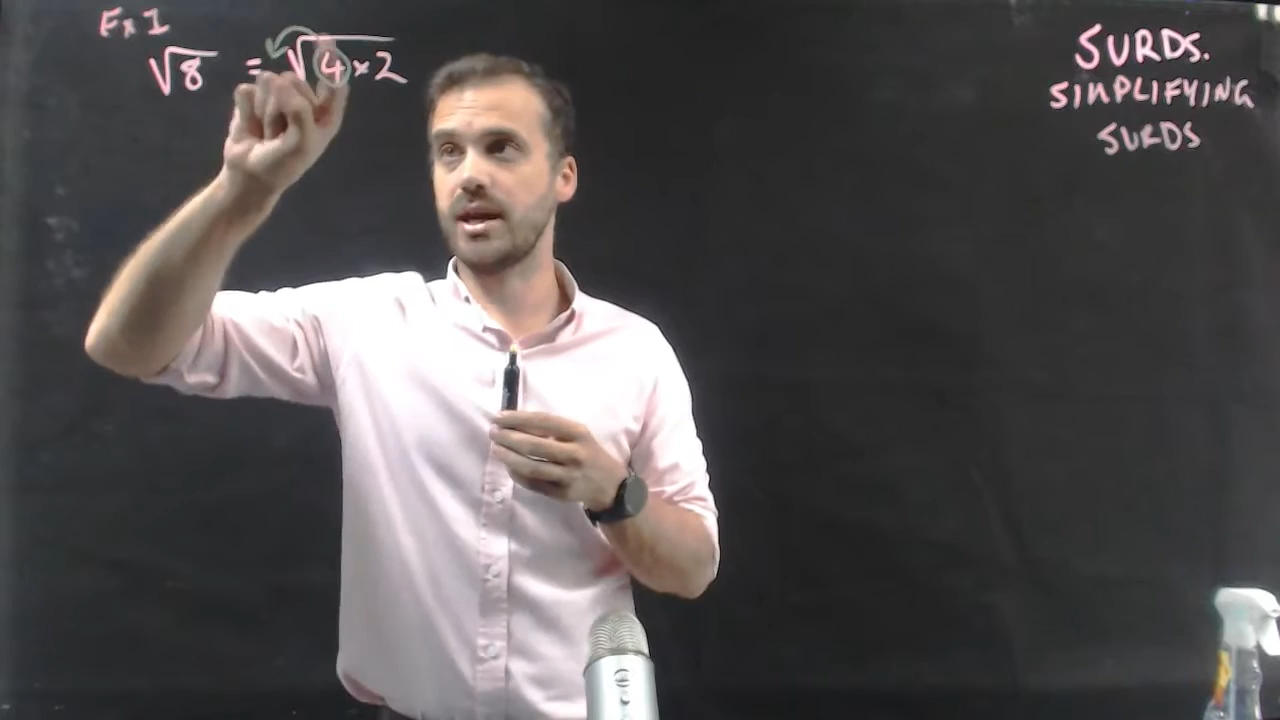 Ex 1
√8 = √4×2
SURDS.
SIMPLIFYING
SURDS